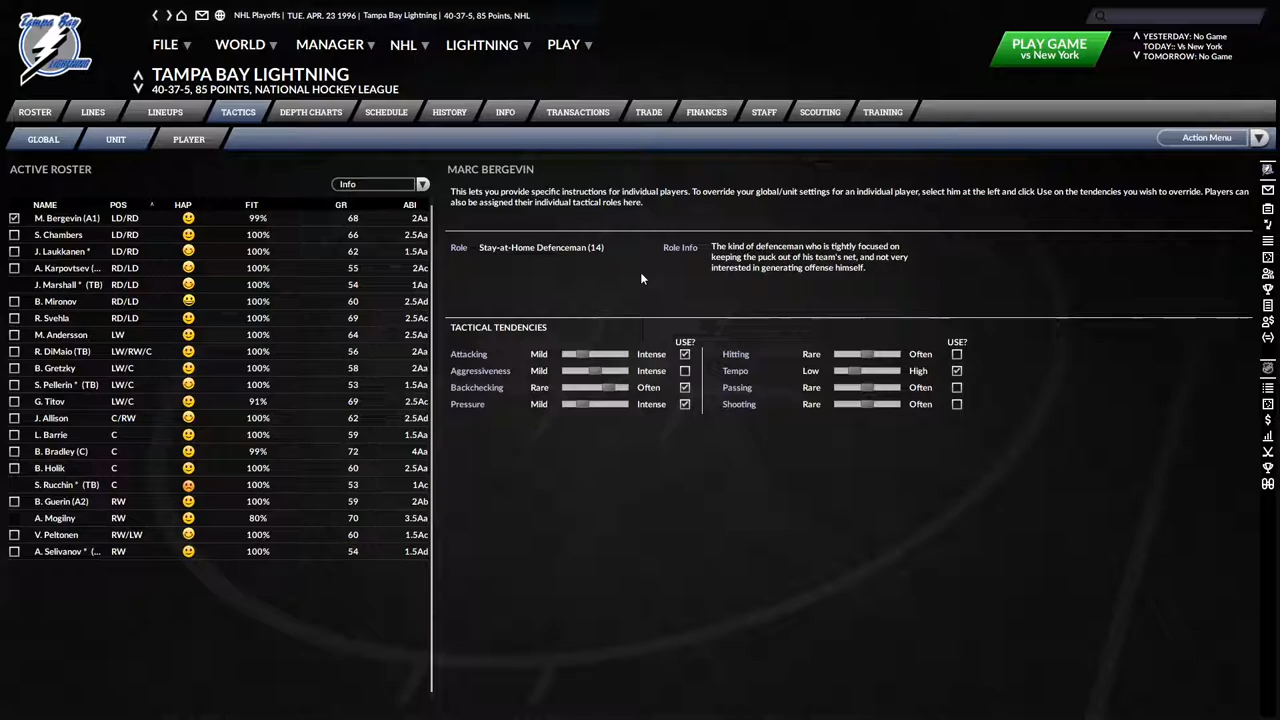 TAMPA BAY LIGHTNING
NHL Playoffs | TUE. APR. 23 1996 | Tampa Bay Lightning | 40-37-5, 85 Points, NHL
FILE WORLD MANAGER NHL LIGHTNING PLAY
PLAY GAME
vs New York
YESTERDAY: No Game
TODAY:: Vs New York
TOMORROW: No Game
TAMPA BAY LIGHTNING
40-37-5, 85 POINTS, NATIONAL HOCKEY LEAGUE
ROSTER LINES LINEUPS TACTICS DEPTH CHARTS SCHEDULE HISTORY INFO TRANSACTIONS TRADE FINANCES STAFF SCOUTING TRAINING
GLOBAL UNIT PLAYER Action Menu
ACTIVE ROSTER
Info
NAME POS HAP FIT GR ABI
M. Bergevin (A1) LD/RD 99% 68 2Aa
S. Chambers LD/RD 100% 66 2.5Aa
J. Laukkanen * LD/RD 100% 62 1.5Aa
A. Karpovtsev (... RD/LD 100% 55 2Ac
J. Marshall * (TB) RD/LD 100% 54 1Aa
B. Mironov RD/LD 100% 60 2.5Ad
R. Svehla RD/LD 100% 69 2.5Ac
M. Andersson LW 100% 64 2.5Aa
R. DiMaio (TB) LW/RW/C 100% 56 2Aa
B. Gretzky LW/C 100% 58 2Aa
S. Pellerin * (TB) LW/C 100% 53 1.5Aa
G. Titov LW/C 91% 69 2.5Ac
J. Allison C/RW 100% 62 2.5Ad
L. Barrie C 100% 59 1.5Aa
B. Bradley (C) C 99% 72 4Aa
B. Holik C 100% 60 2.5Aa
S. Rucchin * (TB) C 100% 53 1Ac
B. Guerin (A2) RW 100% 59 2Ab
A. Mogilny RW 80% 70 3.5Aa
V. Peltonen RW/LW 100% 60 1.5Ac
A. Selivanov * (... RW 100% 54 1.5Ad
MARC BERGEVIN
This lets you provide specific instructions for individual players. To override your global/unit settings for an individual player, select him at the left and click Use on the tendencies you wish to override. Players can
also be assigned their individual tactical roles here.
Role Stay-at-Home Defenceman (14)
Role Info The kind of defenceman who is tightly focused on
keeping the puck out of his team's net, and not very
interested in generating offense himself.
TACTICAL TENDENCIES
USE? USE?
Attacking Mild Intense Hitting Rare Often
Aggressiveness Mild Intense Tempo Low High
Backchecking Rare Often Passing Rare Often
Pressure Mild Intense Shooting Rare Often